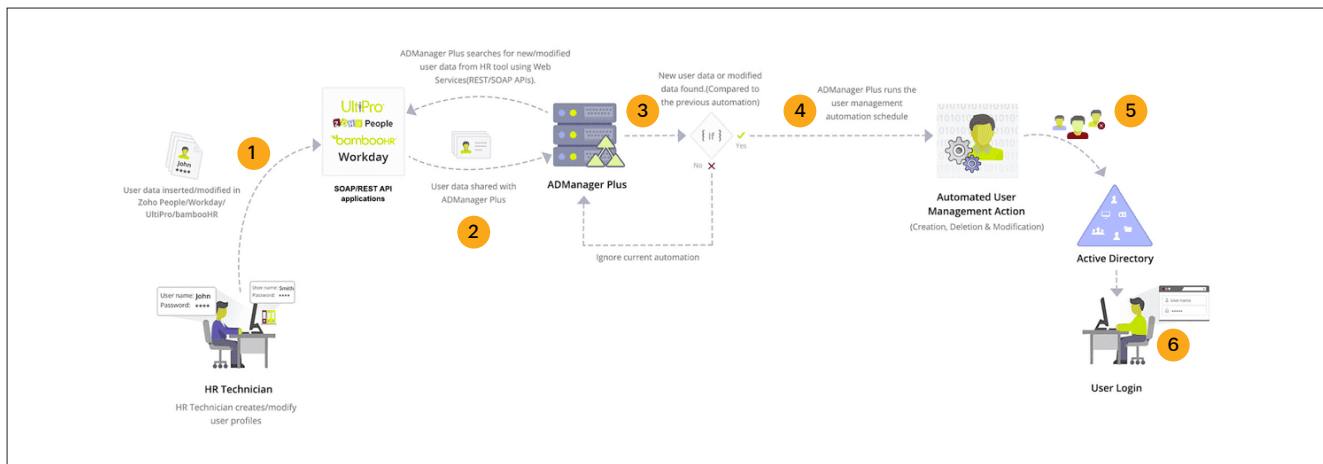 ADManager Plus searches for new/modified
user data from HR tool using Web
Services(REST/SOAP APIs).
UltiPro
ZOHO People
bambooHR
Workday
SOAP/REST API
applications
1
John
****
User data inserted/modified in
Zoho People/Workday/
UltiPro/bambooHR
User data shared with
ADManager Plus
2
ADManager Plus
3
New user data or modified
data found.(Compared to
the previous automation)
If
Yes
No
Ignore current automation
4
ADManager Plus runs the
user management
automation schedule
Automated User
Management Action
(Creation, Deletion & Modification)
5
Active Directory
User name
*****
6
User Login
User name: John
Password: ****
User name: Smith
Password: ****
HR Technician
HR Technician creates/modify
user profiles